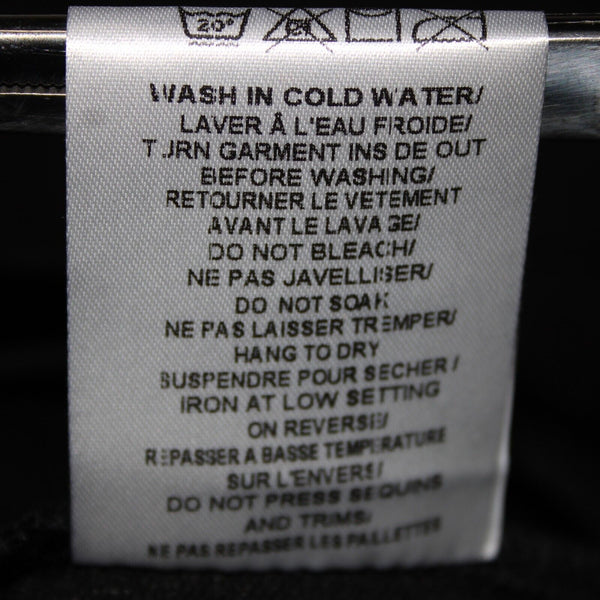 20°
Cl
WASH IN COLD WATER/
LAVER Â L'EAU FROIDE/
TURN GARMENT INSIDE OUT
BEFORE WASHING/
RETOURNER LE VETEMENT
AVANT LE LAVAGE/
DO NOT BLEACH/
NE PAS JAVELLISER/
DO NOT SOAK
NE PAS LAISSER TREMPER/
HANG TO DRY
SUSPENDRE POUR SECHER /
IRON AT LOW SETTING
ON REVERSE/
REPASSER A BASSE TEMPERATURE
SUR L'ENVERS/
DO NOT PRESS SEQUINS
AND TRIMS/
NE PAS REPASSER LES PAILLETTES